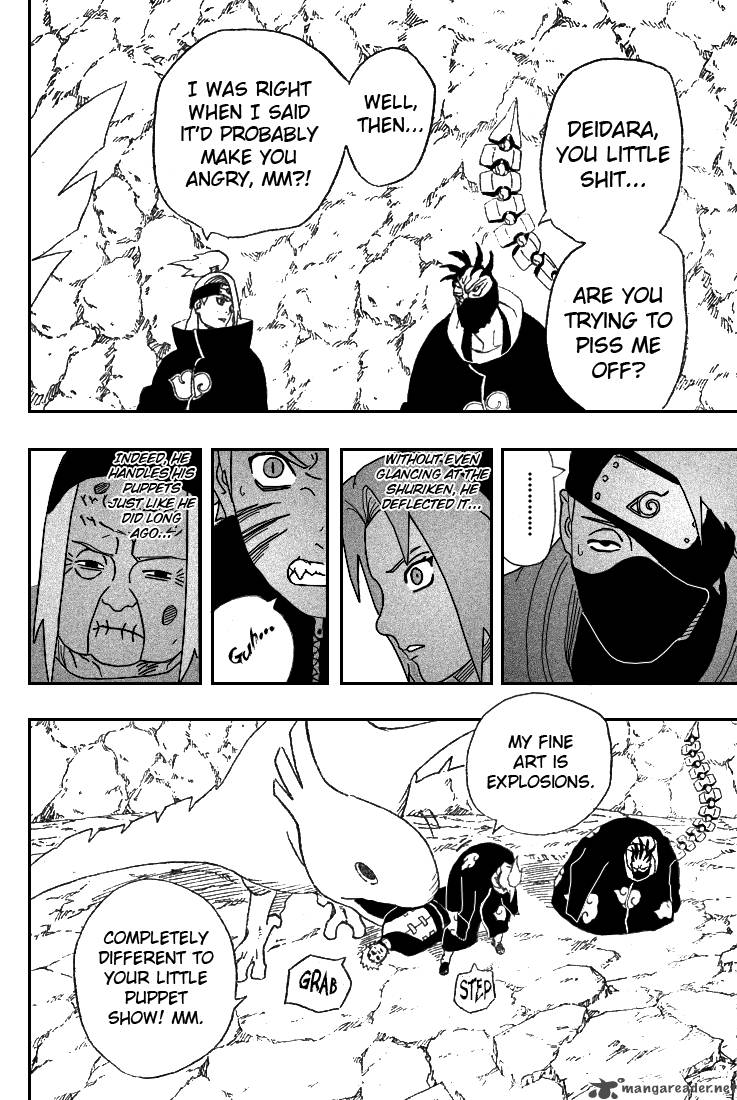 DEIDARA,
YOU LITTLE
SHIT...
ARE YOU
TRYING TO
PISS ME
OFF?
WELL,
THEN...
I WAS RIGHT
WHEN I SAID
IT'D PROBABLY
MAKE YOU
ANGRY, MM?!
..........
WITHOUT EVEN
GLANCING AT THE
SHURIKEN, HE
DEFLECTED IT...
Guh...
INDEED, HE
HANDLES HIS
PUPPETS
JUST LIKE HE
DID LONG
AGO...
MY FINE
ART IS
EXPLOSIONS.
STEP
GRAB
COMPLETELY
DIFFERENT TO
YOUR LITTLE
PUPPET
SHOW! MM.
mangareader.net